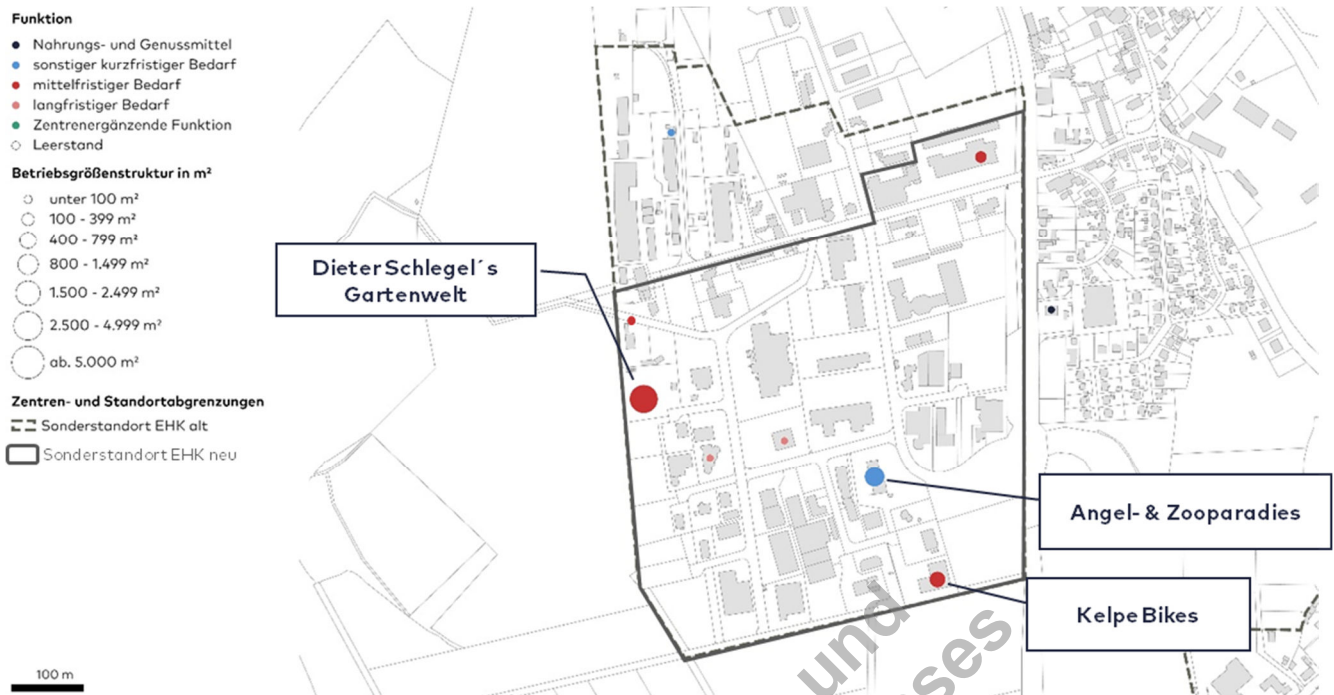 Funktion
Nahrungs- und Genussmittel
sonstiger kurzfristiger Bedarf
mittelfristiger Bedarf
langfristiger Bedarf
Zentrenergänzende Funktion
Leerstand
Betriebsgrößenstruktur in m²
unter 100 m²
100 - 399 m²
400 - 799 m²
800 - 1.499 m²
1.500 - 2.499 m²
2.500 - 4.999 m²
ab. 5.000 m²
Zentren- und Standortabgrenzungen
Sonderstandort EHK alt
Sonderstandort EHK neu
100 m
Dieter Schlegel´s
Gartenwelt
Angel- & Zooparadies
Kelpe Bikes
und
ses